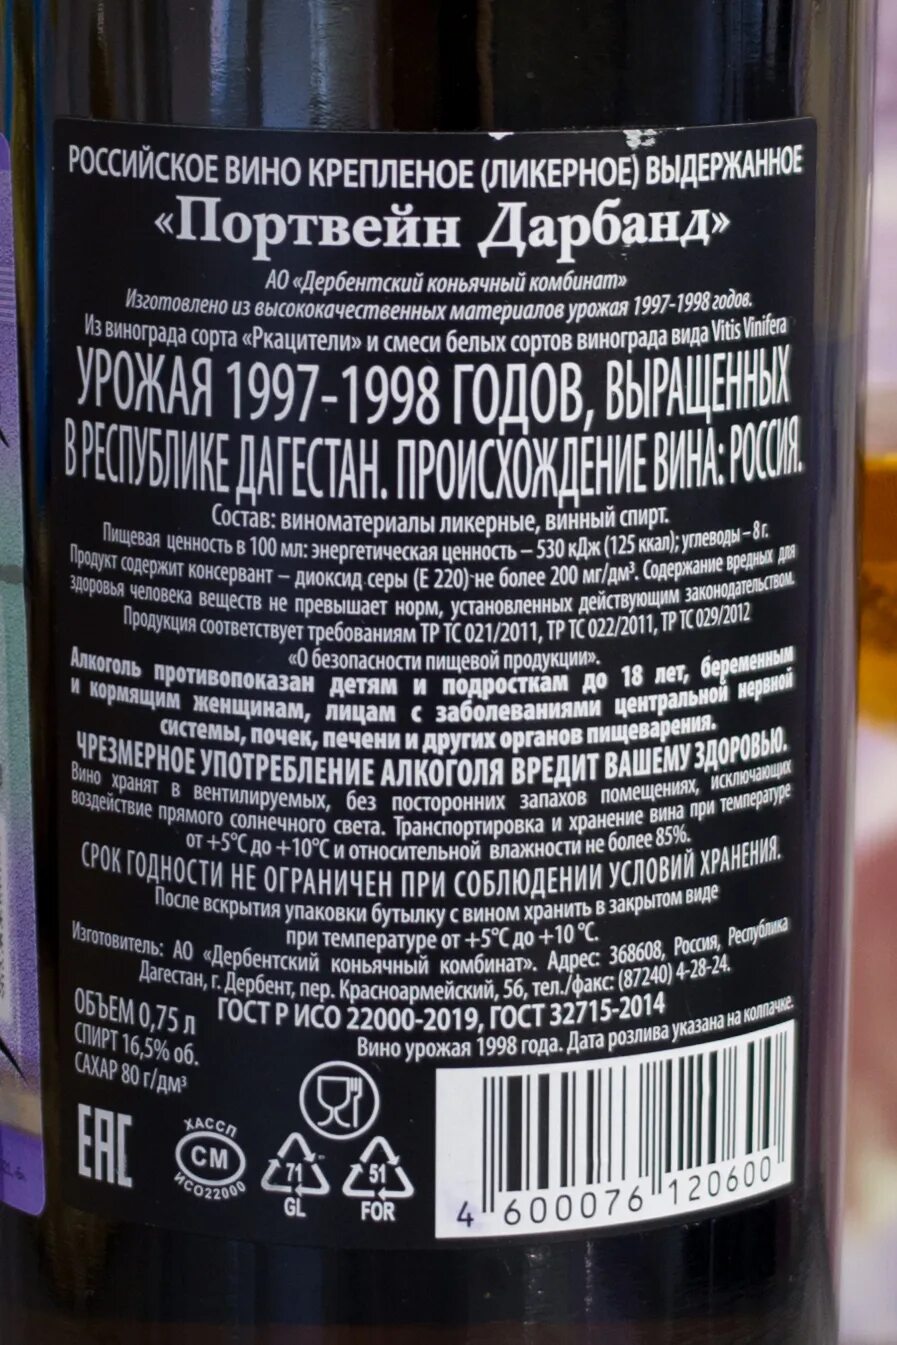 РОССИЙСКОЕ ВИНО КРЕПЛЕНОЕ (ЛИКЕРНОЕ) ВЫДЕРЖАННОЕ
«Портвейн Дарбанд»
АО «Дербентский коньячный комбинат»
Изготовлено из высококачественных материалов урожая 1997-1998 годов.
Из винограда сорта «Ркацители» и смеси белых сортов винограда вида Vitis Vinifera
УРОЖАЯ 1997-1998 ГОДОВ, ВЫРАЩЕННЫХ
В РЕСПУБЛИКЕ ДАГЕСТАН. ПРОИСХОЖДЕНИЕ ВИНА: РОССИЯ.
Состав: виноматериалы ликерные, винный спирт.
Пищевая ценность в 100 мл: энергетическая ценность – 530 кДж (125 ккал); углеводы – 8 г.
Продукт содержит консервант – диоксид серы (Е 220) не более 200 мг/дм³. Содержание вредных для
здоровья человека веществ не превышает норм, установленных действующим законодательством.
Продукция соответствует требованиям ТР ТС 021/2011, ТР ТС 022/2011, ТР ТС 029/2012
«О безопасности пищевой продукции».
Алкоголь противопоказан детям и подросткам до 18 лет, беременным
и кормящим женщинам, лицам с заболеваниями центральной нервной
системы, почек, печени и других органов пищеварения.
ЧРЕЗМЕРНОЕ УПОТРЕБЛЕНИЕ АЛКОГОЛЯ ВРЕДИТ ВАШЕМУ ЗДОРОВЬЮ.
Вино хранят в вентилируемых, без посторонних запахов помещениях, исключающих
воздействие прямого солнечного света. Транспортировка и хранение вина при температуре
от +5°С до +10°С и относительной влажности не более 85%.
СРОК ГОДНОСТИ НЕ ОГРАНИЧЕН ПРИ СОБЛЮДЕНИИ УСЛОВИЙ ХРАНЕНИЯ.
После вскрытия упаковки бутылку с вином хранить в закрытом виде
при температуре от +5°С до +10 °С.
Изготовитель: АО «Дербентский коньячный комбинат». Адрес: 368608, Россия, Республика
Дагестан, г. Дербент, пер. Красноармейский, 56, тел./факс: (87240) 4-28-24.
ОБЪЕМ 0,75 л
ГОСТ Р ИСО 22000-2019, ГОСТ 32715-2014
СПИРТ 16,5% об.
Вино урожая 1998 года. Дата розлива указана на колпачке.
САХАР 80 г/дм³
ЕАС
ХАССП
СМ
ИСО22000
71
GL
51
FOR
4 600076 120600